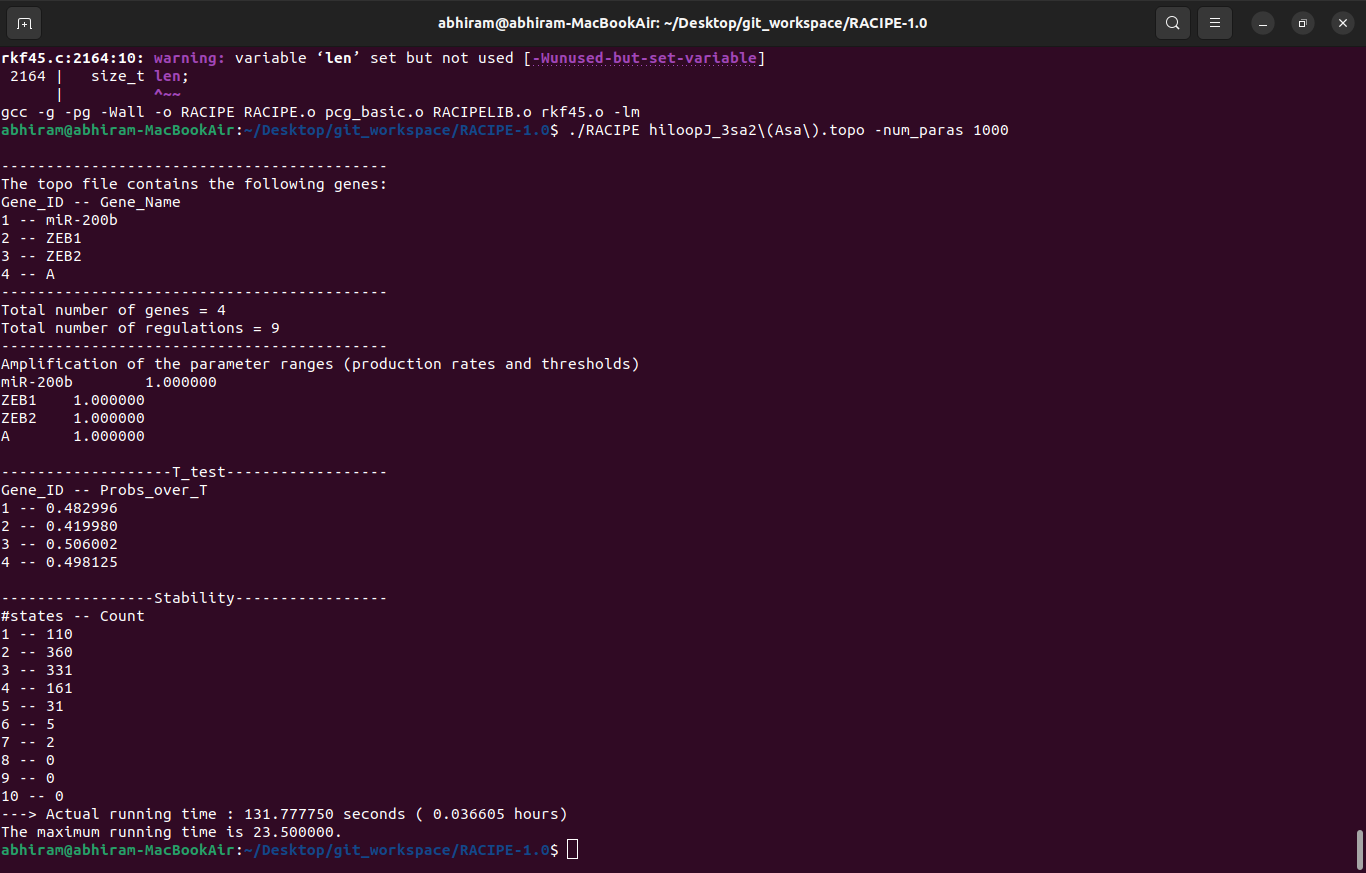 abhiram@abhiram-MacBookAir: ~/Desktop/git_workspace/RACIPE-1.0
rkf45.c:2164:10: warning: variable ‘len’ set but not used [-Wunused-but-set-variable]
 2164 |   size_t len;
      |          ^~~
gcc -g -pg -Wall -o RACIPE RACIPE.o pcg_basic.o RACIPELIB.o rkf45.o -lm
abhiram@abhiram-MacBookAir:~/Desktop/git_workspace/RACIPE-1.0$ ./RACIPE hiloopJ_3sa2\(Asa\).topo -num_paras 1000
-------------------------------------------
The topo file contains the following genes:
Gene_ID -- Gene_Name
1 -- miR-200b
2 -- ZEB1
3 -- ZEB2
4 -- A
-------------------------------------------
Total number of genes = 4
Total number of regulations = 9
-------------------------------------------
Amplification of the parameter ranges (production rates and thresholds)
miR-200b        1.000000
ZEB1    1.000000
ZEB2    1.000000
A       1.000000
-------------------T_test------------------
Gene_ID -- Probs_over_T
1 -- 0.482996
2 -- 0.419980
3 -- 0.506002
4 -- 0.498125
-----------------Stability-----------------
#states -- Count
1 -- 110
2 -- 360
3 -- 331
4 -- 161
5 -- 31
6 -- 5
7 -- 2
8 -- 0
9 -- 0
10 -- 0
---> Actual running time : 131.777750 seconds ( 0.036605 hours)
The maximum running time is 23.500000.
abhiram@abhiram-MacBookAir:~/Desktop/git_workspace/RACIPE-1.0$